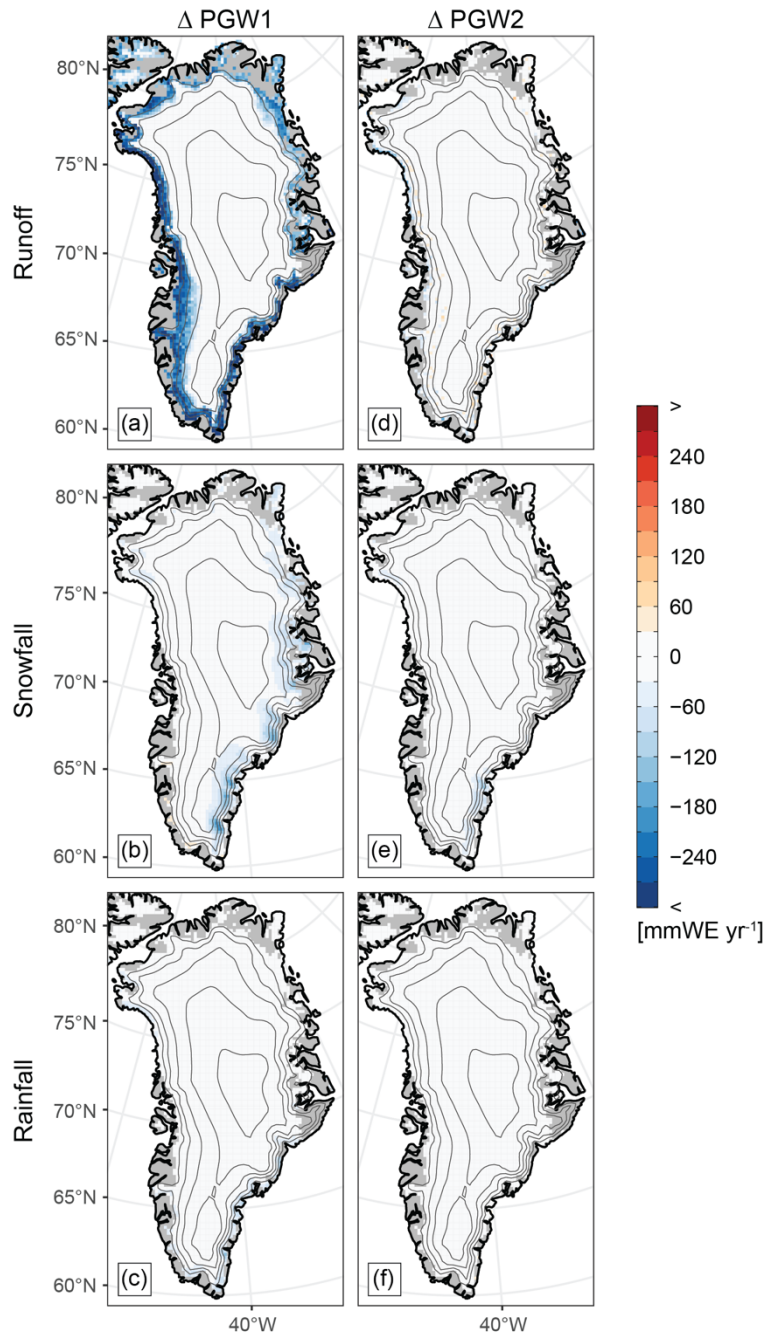 Δ PGW1
Δ PGW2
80°N
75°N
70°N
65°N
60°N
Runoff
(a)
(d)
80°N
75°N
70°N
65°N
60°N
Snowfall
(b)
(e)
80°N
75°N
70°N
65°N
60°N
Rainfall
(c)
(f)
40°W
40°W
>
240
180
120
60
0
−60
−120
−180
−240
<
[mmWE yr⁻¹]